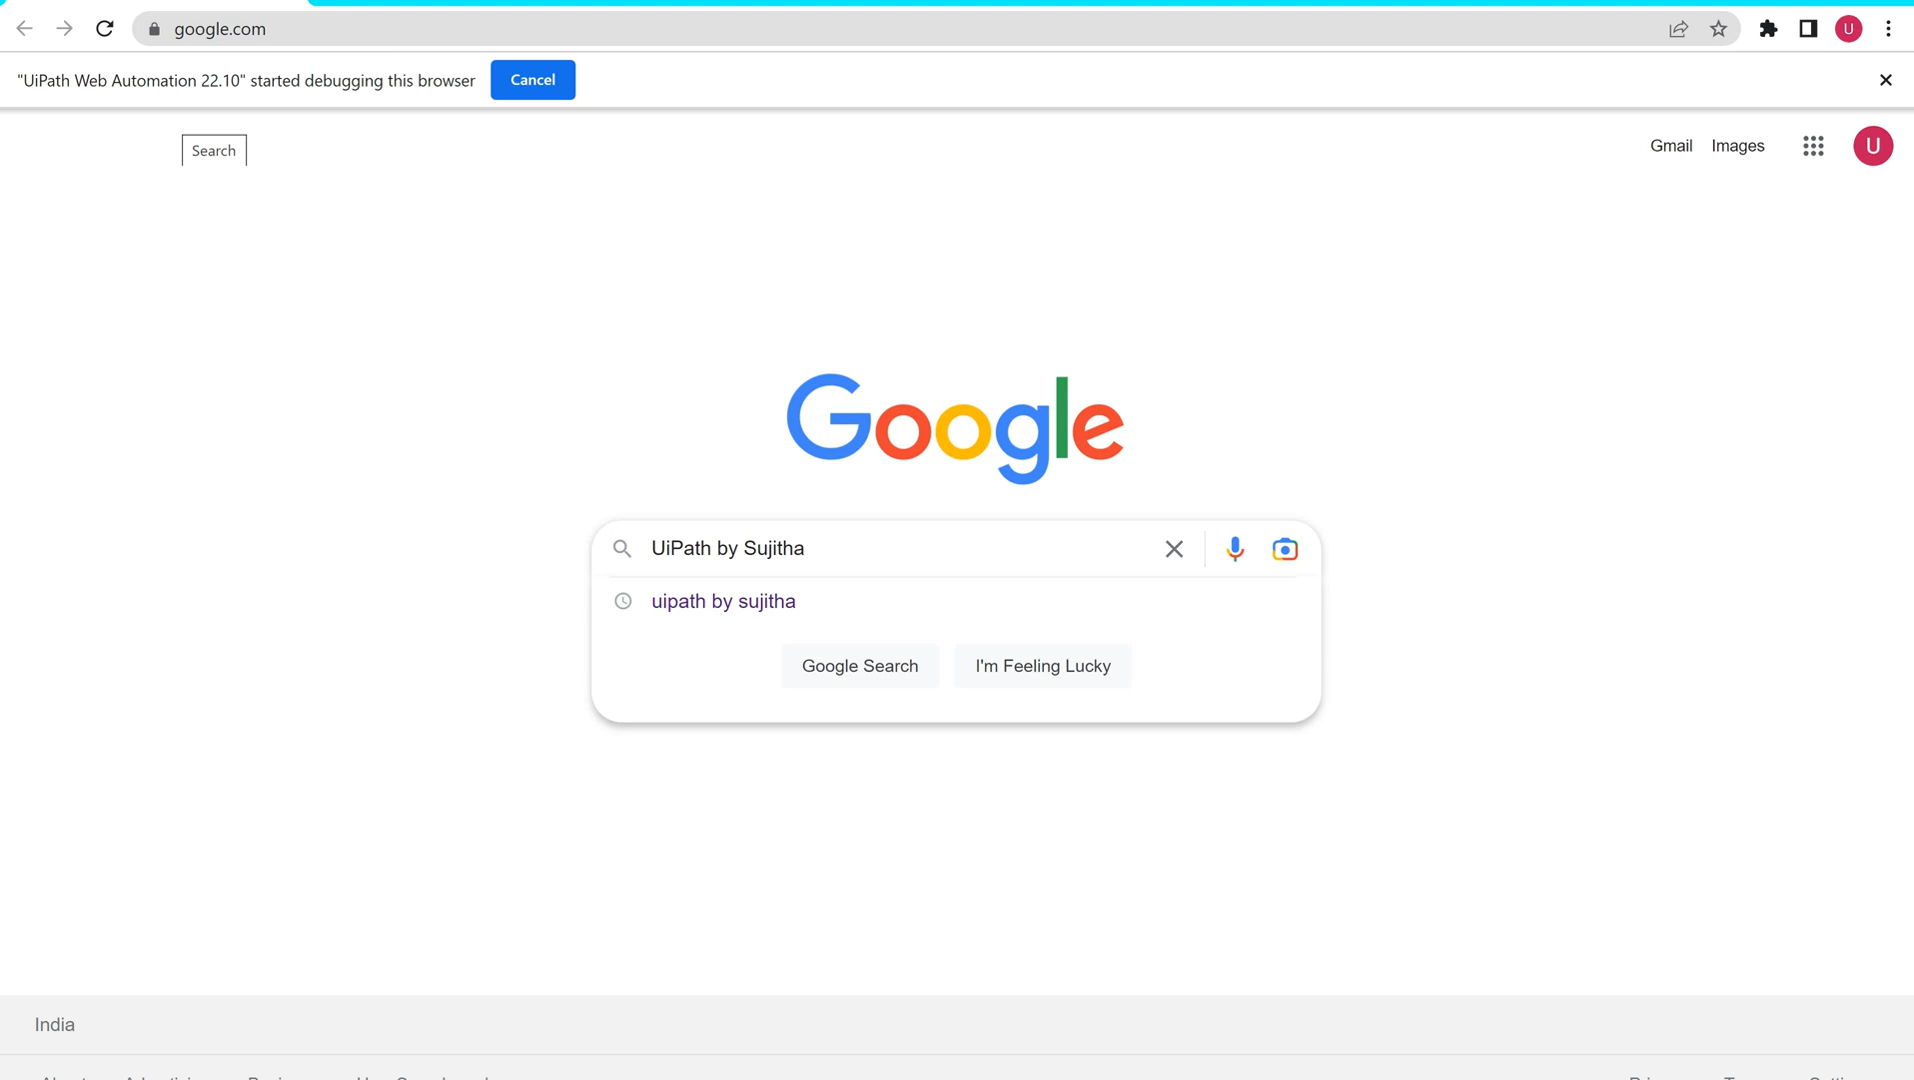 google.com
U
"UiPath Web Automation 22.10" started debugging this browser
Cancel
Search
Gmail Images
U
Google
UiPath by Sujitha
uipath by sujitha
Google Search
I'm Feeling Lucky
India